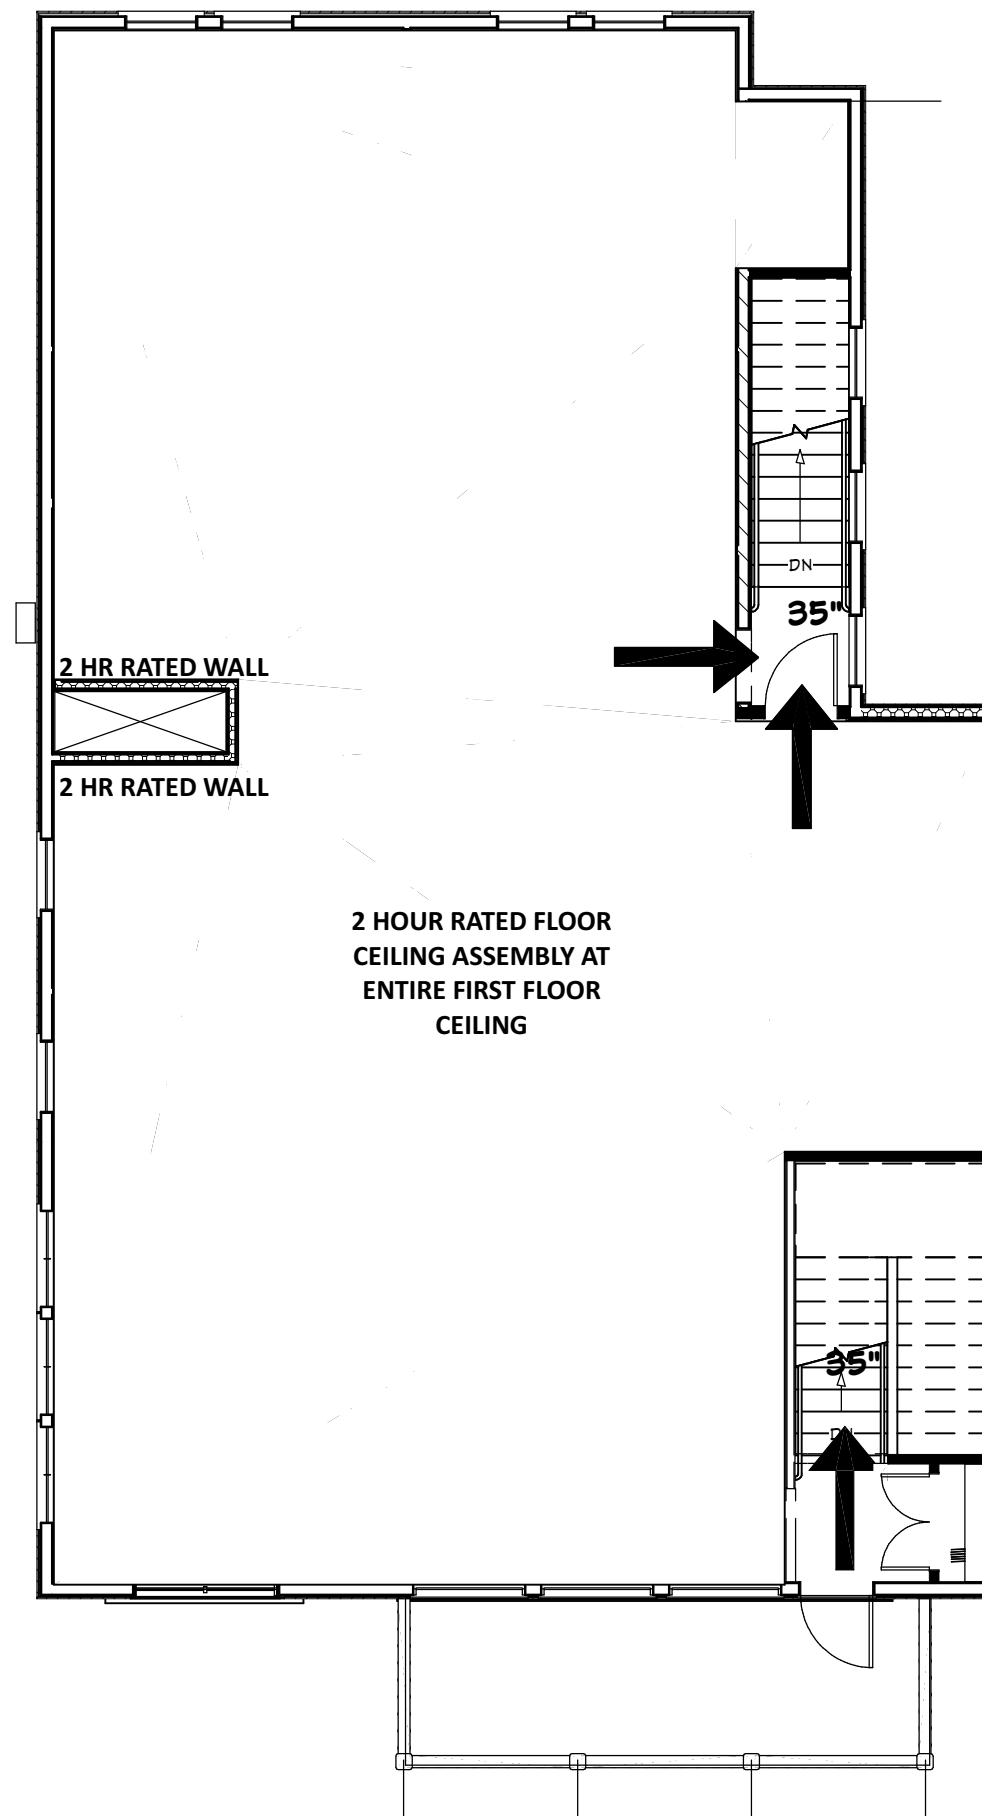 DN
35"
2 HR RATED WALL
2 HR RATED WALL
2 HOUR RATED FLOOR
CEILING ASSEMBLY AT
ENTIRE FIRST FLOOR
CEILING
35"